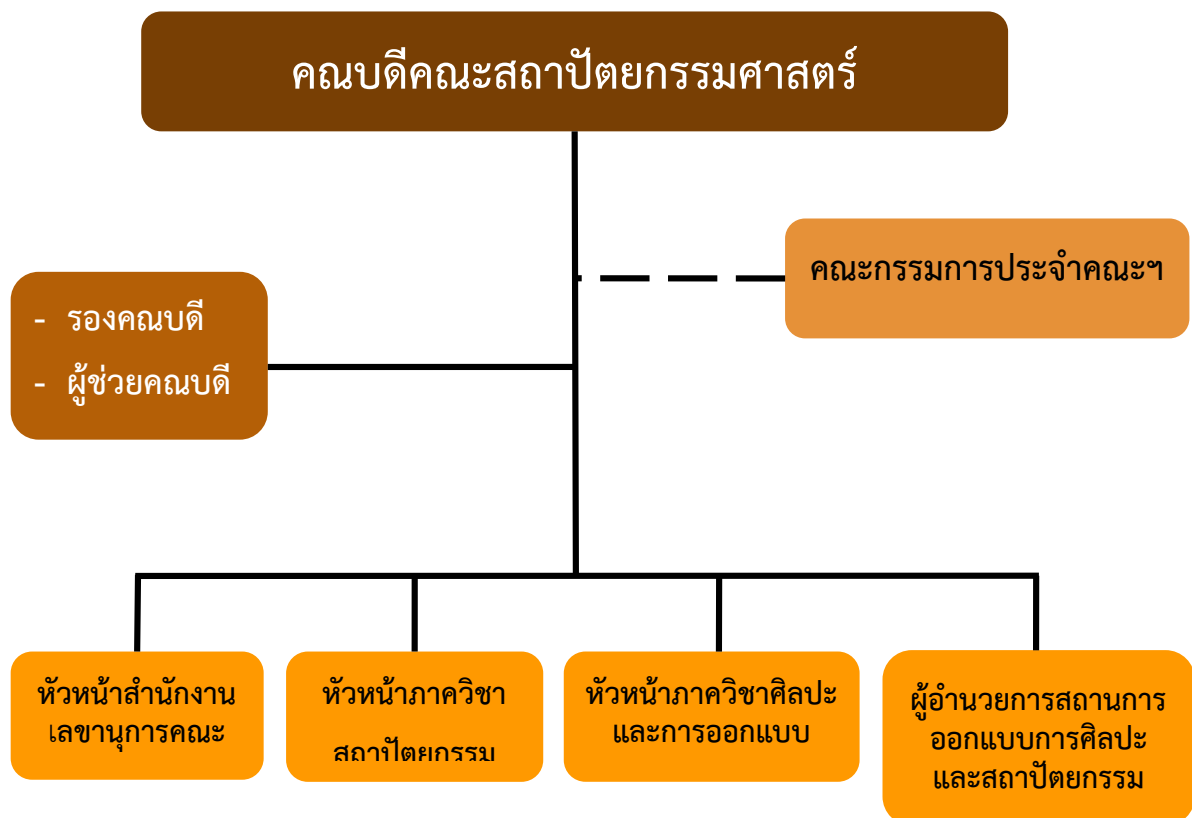 คณบดีคณะสถาปัตยกรรมศาสตร์
คณะกรรมการประจำคณะฯ
- รองคณบดี
- ผู้ช่วยคณบดี
หัวหน้าสำนักงาน
เลขานุการคณะ
หัวหน้าภาควิชา
สถาปัตยกรรม
หัวหน้าภาควิชาศิลปะ
และการออกแบบ
ผู้อำนวยการสถานการ
ออกแบบการศิลปะ
และสถาปัตยกรรม